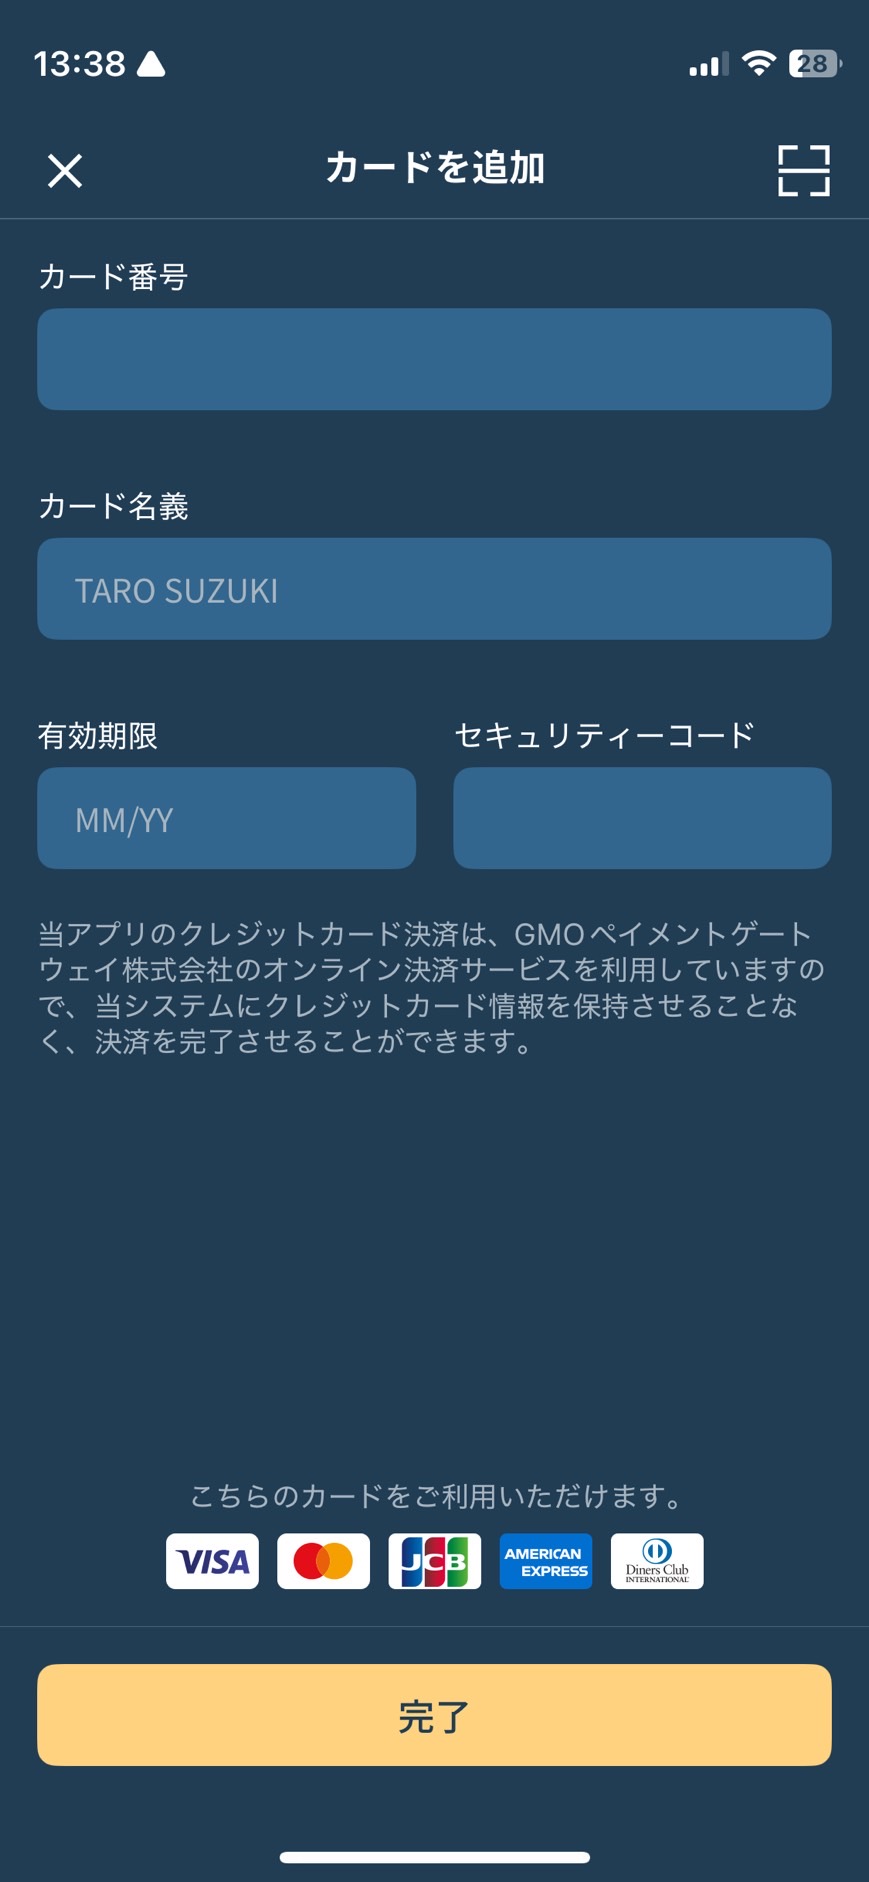 13:38
28
カードを追加
カード番号
カード名義
TARO SUZUKI
有効期限
セキュリティーコード
MM/YY
当アプリのクレジットカード決済は、GMOペイメントゲート
ウェイ株式会社のオンライン決済サービスを利用していますの
で、当システムにクレジットカード情報を保持させることな
く、決済を完了させることができます。
こちらのカードをご利用いただけます。
VISA
JCB
AMERICAN
EXPRESS
Diners Club
INTERNATIONAL
完了